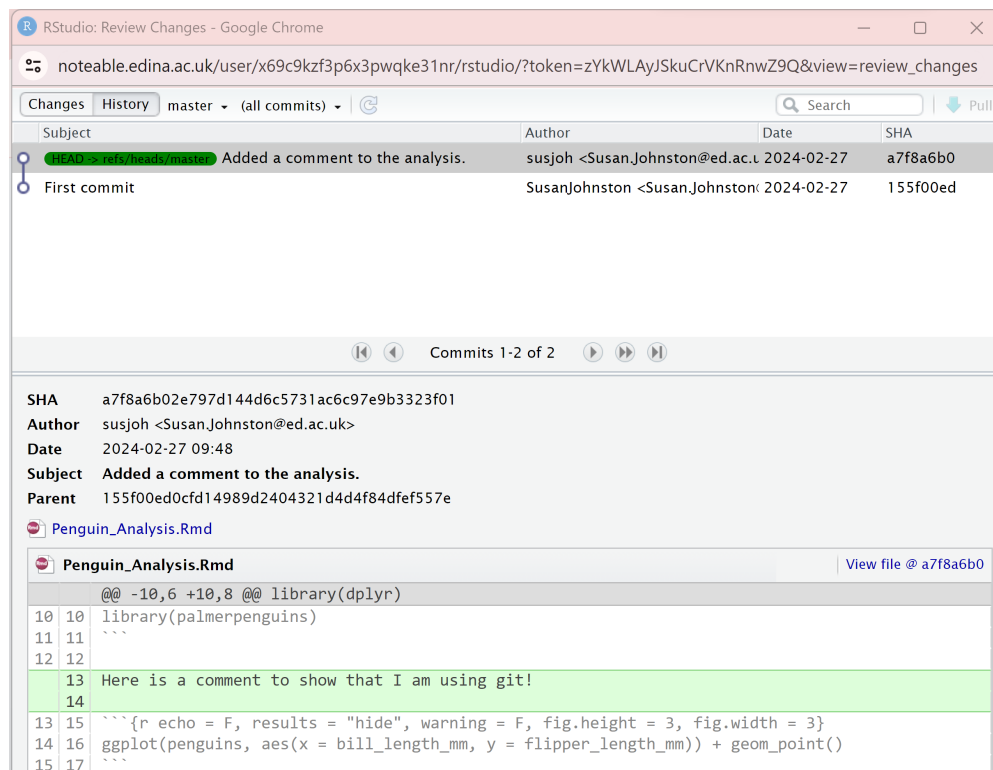 RStudio: Review Changes - Google Chrome
noteable.edina.ac.uk/user/x69c9kzf3p6x3pwqke31nr/rstudio/?token=zYkWLAyJSkuCrVKnRnwZ9Q&view=review_changes
Changes History master (all commits) Search Pull
Subject Author Date SHA
HEAD -> refs/heads/master Added a comment to the analysis. susjoh <Susan.Johnston@ed.ac.u 2024-02-27 a7f8a6b0
First commit SusanJohnston <Susan.Johnston 2024-02-27 155f00ed
Commits 1-2 of 2
SHA a7f8a6b02e797d144d6c5731ac6c97e9b3323f01
Author susjoh <Susan.Johnston@ed.ac.uk>
Date 2024-02-27 09:48
Subject Added a comment to the analysis.
Parent 155f00ed0cfd14989d2404321d4d4f84dfef557e
Penguin_Analysis.Rmd
Penguin_Analysis.Rmd View file @ a7f8a6b0
@@ -10,6 +10,8 @@ library(dplyr)
10 10 library(palmerpenguins)
11 11 ```
12 12
13 Here is a comment to show that I am using git!
14
13 15 ```{r echo = F, results = "hide", warning = F, fig.height = 3, fig.width = 3}
14 16 ggplot(penguins, aes(x = bill_length_mm, y = flipper_length_mm)) + geom_point()
15 17 ```